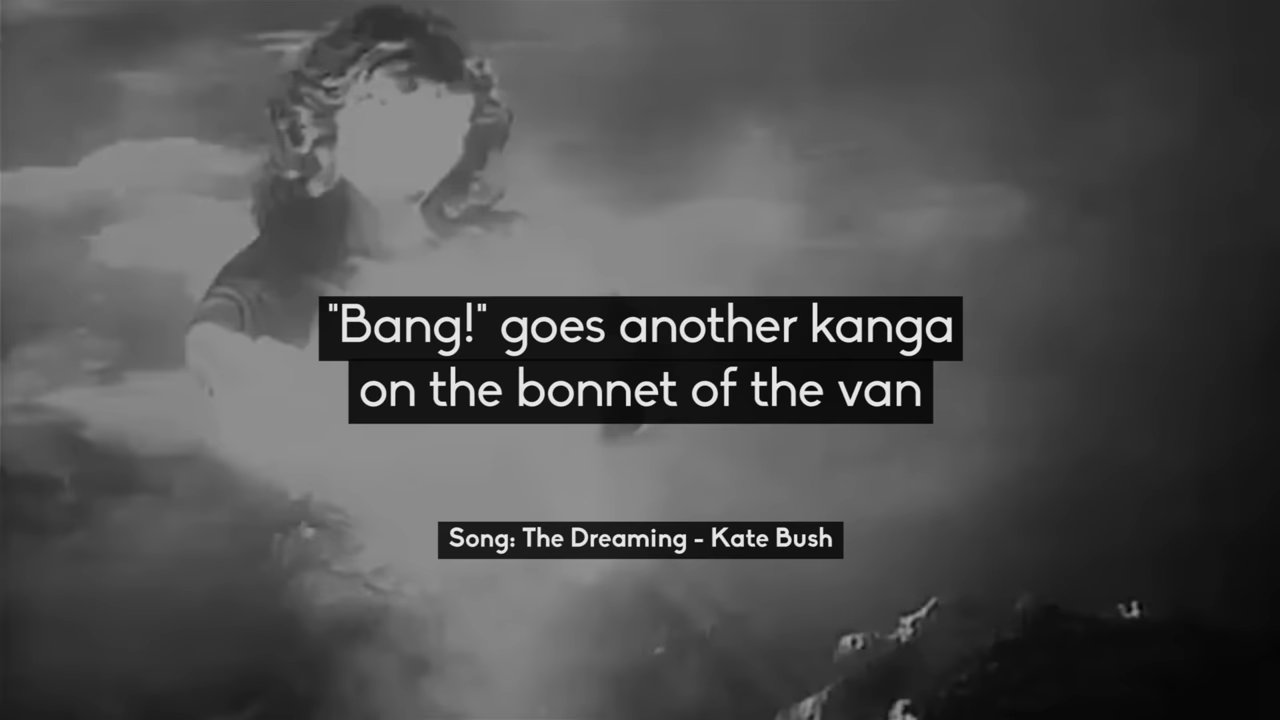 "Bang!" goes another kanga
on the bonnet of the van
Song: The Dreaming - Kate Bush